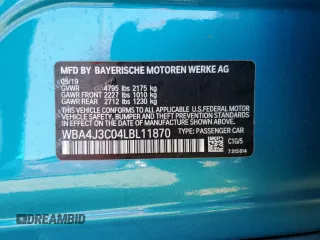 MFD BY BAYERISCHE MOTOREN WERKE AG
05/19
GVWR 4795 lbs 2175 kg
GAWR FRONT 2227 lbs 1010 kg
GAWR REAR 2712 lbs 1230 kg
THIS VEHICLE CONFORMS TO ALL APPLICABLE FEDERAL
MOTOR VEHICLE SAFETY, BUMPER, AND THEFT PREVENTION
STANDARDS IN EFFECT ON THE DATE OF MANUFACTURE
SHOWN ABOVE.
WBA4J3C04LBL11870
TYPE: PASSENGER CAR
C1G/5
DREAMBID